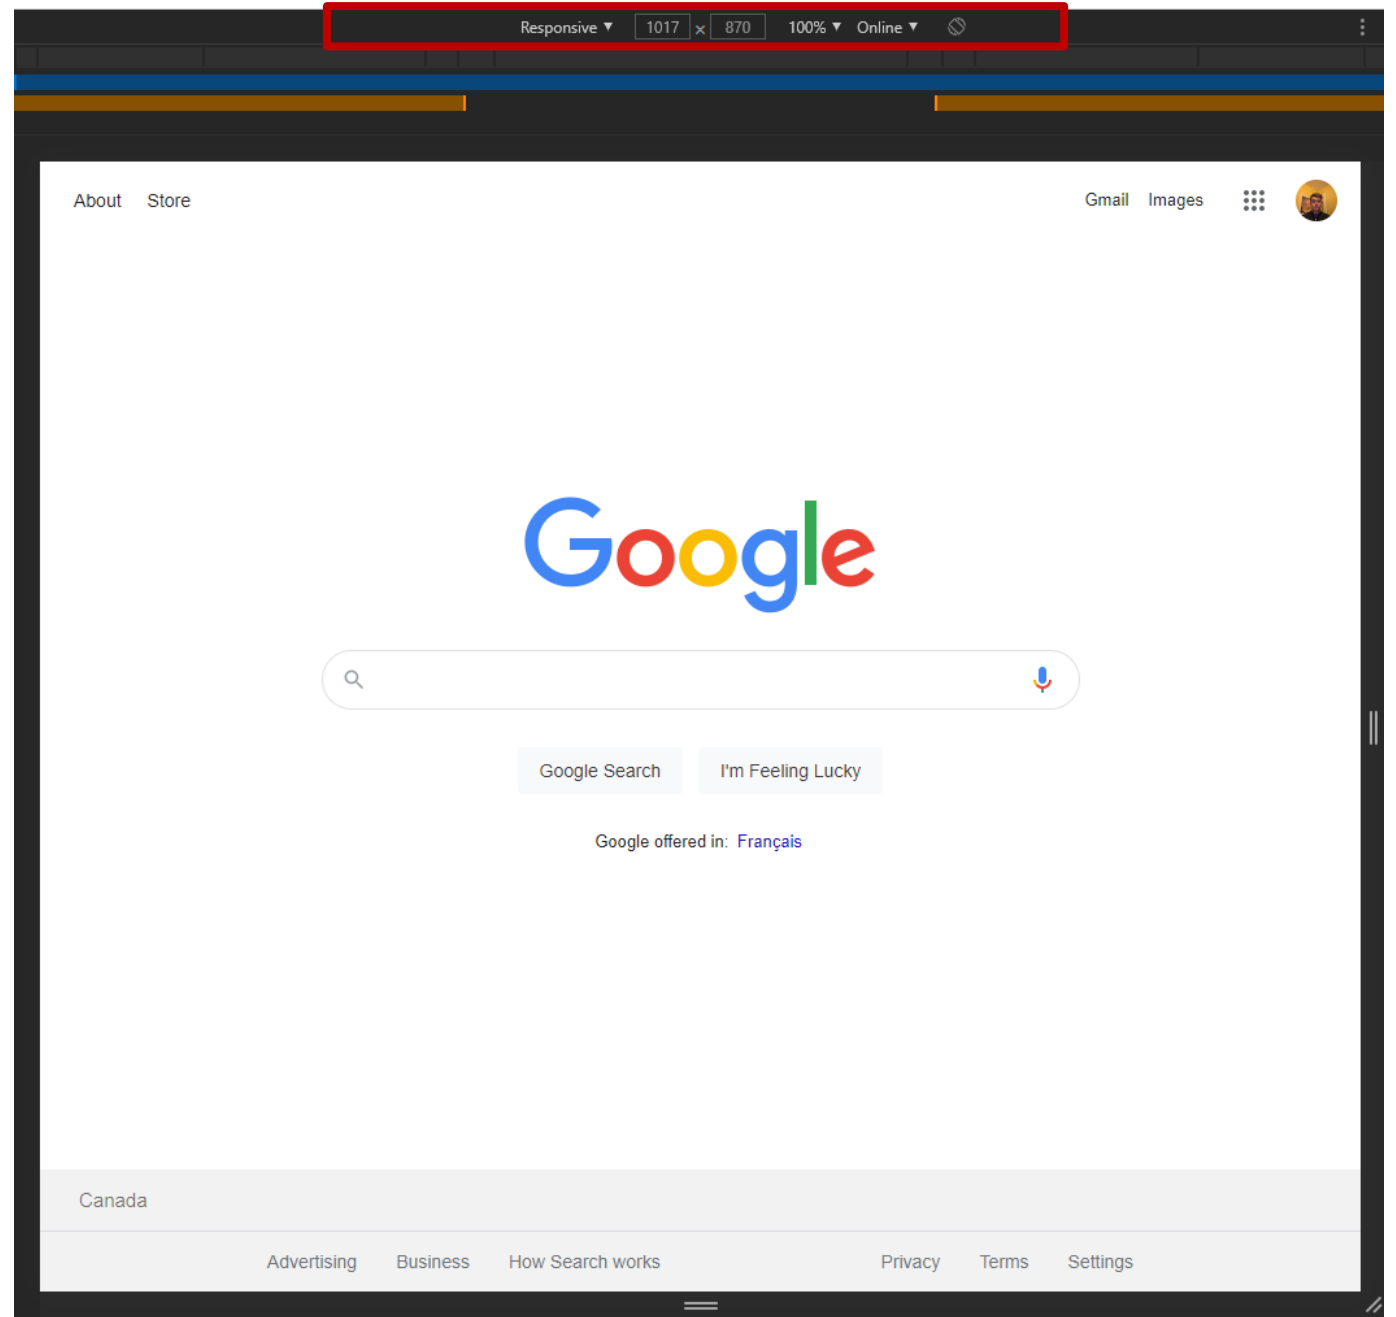 Responsive ▼ 1017 × 870 100% ▼ Online ▼
About Store Gmail Images
Google
Google Search I'm Feeling Lucky
Google offered in: Français
Canada
Advertising Business How Search works Privacy Terms Settings